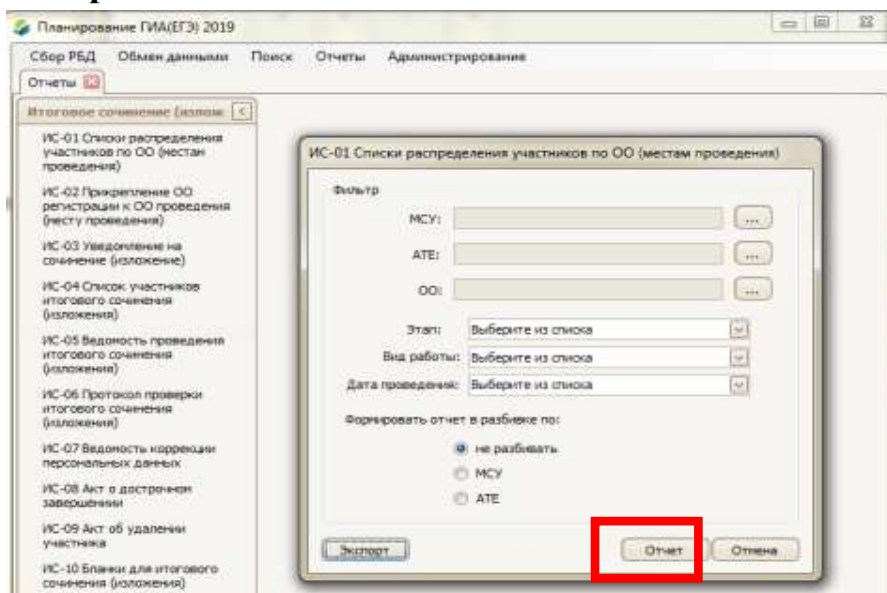 Планирование ГИА(ЕГЭ) 2019
Сбор РБД Обмен данными Поиск Отчеты Администрирование
Отчеты
Итоговое сочинение (излож
ИС-01 Списки распределения
участников по ОО (местам
проведения)
ИС-02 Прикрепление ОО
регистрации к ОО проведения
(месту проведения)
ИС-03 Уведомление на
сочинение (изложение)
ИС-04 Список участников
итогового сочинения
(изложения)
ИС-05 Ведомость проведения
итогового сочинения
(изложения)
ИС-06 Протокол проверки
итогового сочинения
(изложения)
ИС-07 Ведомость коррекции
персональных данных
ИС-08 Акт о досрочном
завершении
ИС-09 Акт об удалении
участника
ИС-10 Бланки для итогового
сочинения (изложения)
ИС-01 Списки распределения участников по ОО (местам проведения)
Фильтр
МСУ: ...
АТЕ: ...
ОО: ...
Этап: Выберите из списка
Вид работы: Выберите из списка
Дата проведения: Выберите из списка
Формировать отчет в разбивке по:
не разбивать
МСУ
АТЕ
Экспорт Отчет Отмена